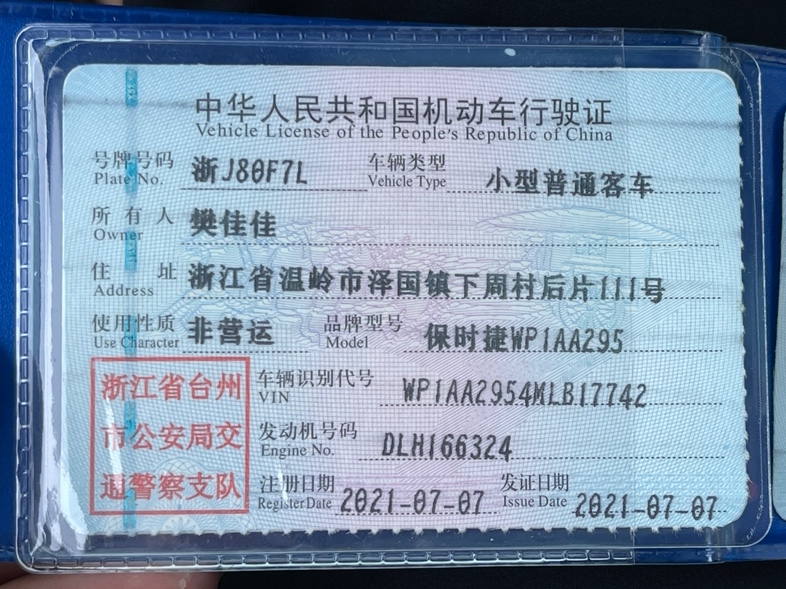 中华人民共和国机动车行驶证
Vehicle License of the People's Republic of China
号牌号码 浙J80F7L 车辆类型 小型普通客车
Plate No. Vehicle Type
所有人 樊佳佳
Owner
住址 浙江省温岭市泽国镇下周村后片111号
Address
使用性质 非营运 品牌型号 保时捷WP1AA295
Use Character Model
浙江省台州
市公安局交
通警察支队
车辆识别代号 WP1AA2954MLB17742
VIN
发动机号码 DLH166324
Engine No.
注册日期 2021-07-07 发证日期 2021-07-07
Register Date Issue Date